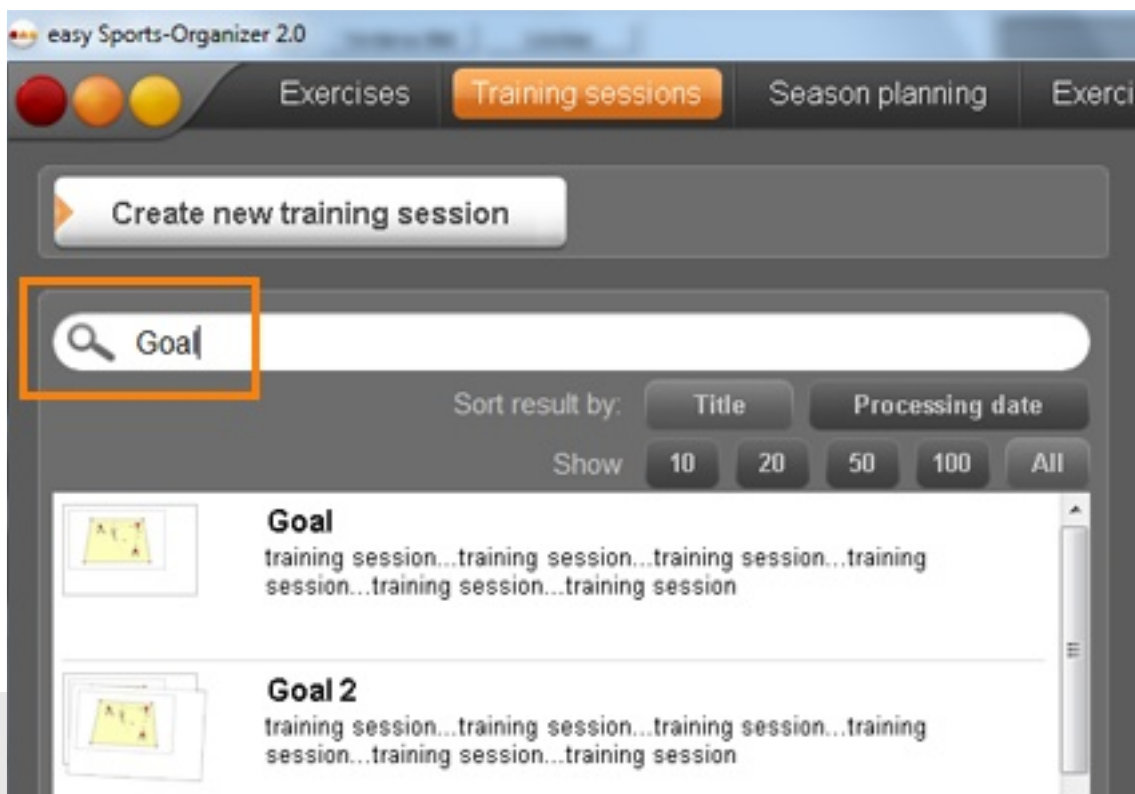 easy Sports-Organizer 2.0
Exercises Training sessions Season planning Exerci
Create new training session
Goal
Sort result by: Title Processing date
Show 10 20 50 100 All
Goal
training session...training session...training session...training
session...training session...training session
Goal 2
training session...training session...training session...training
session...training session...training session